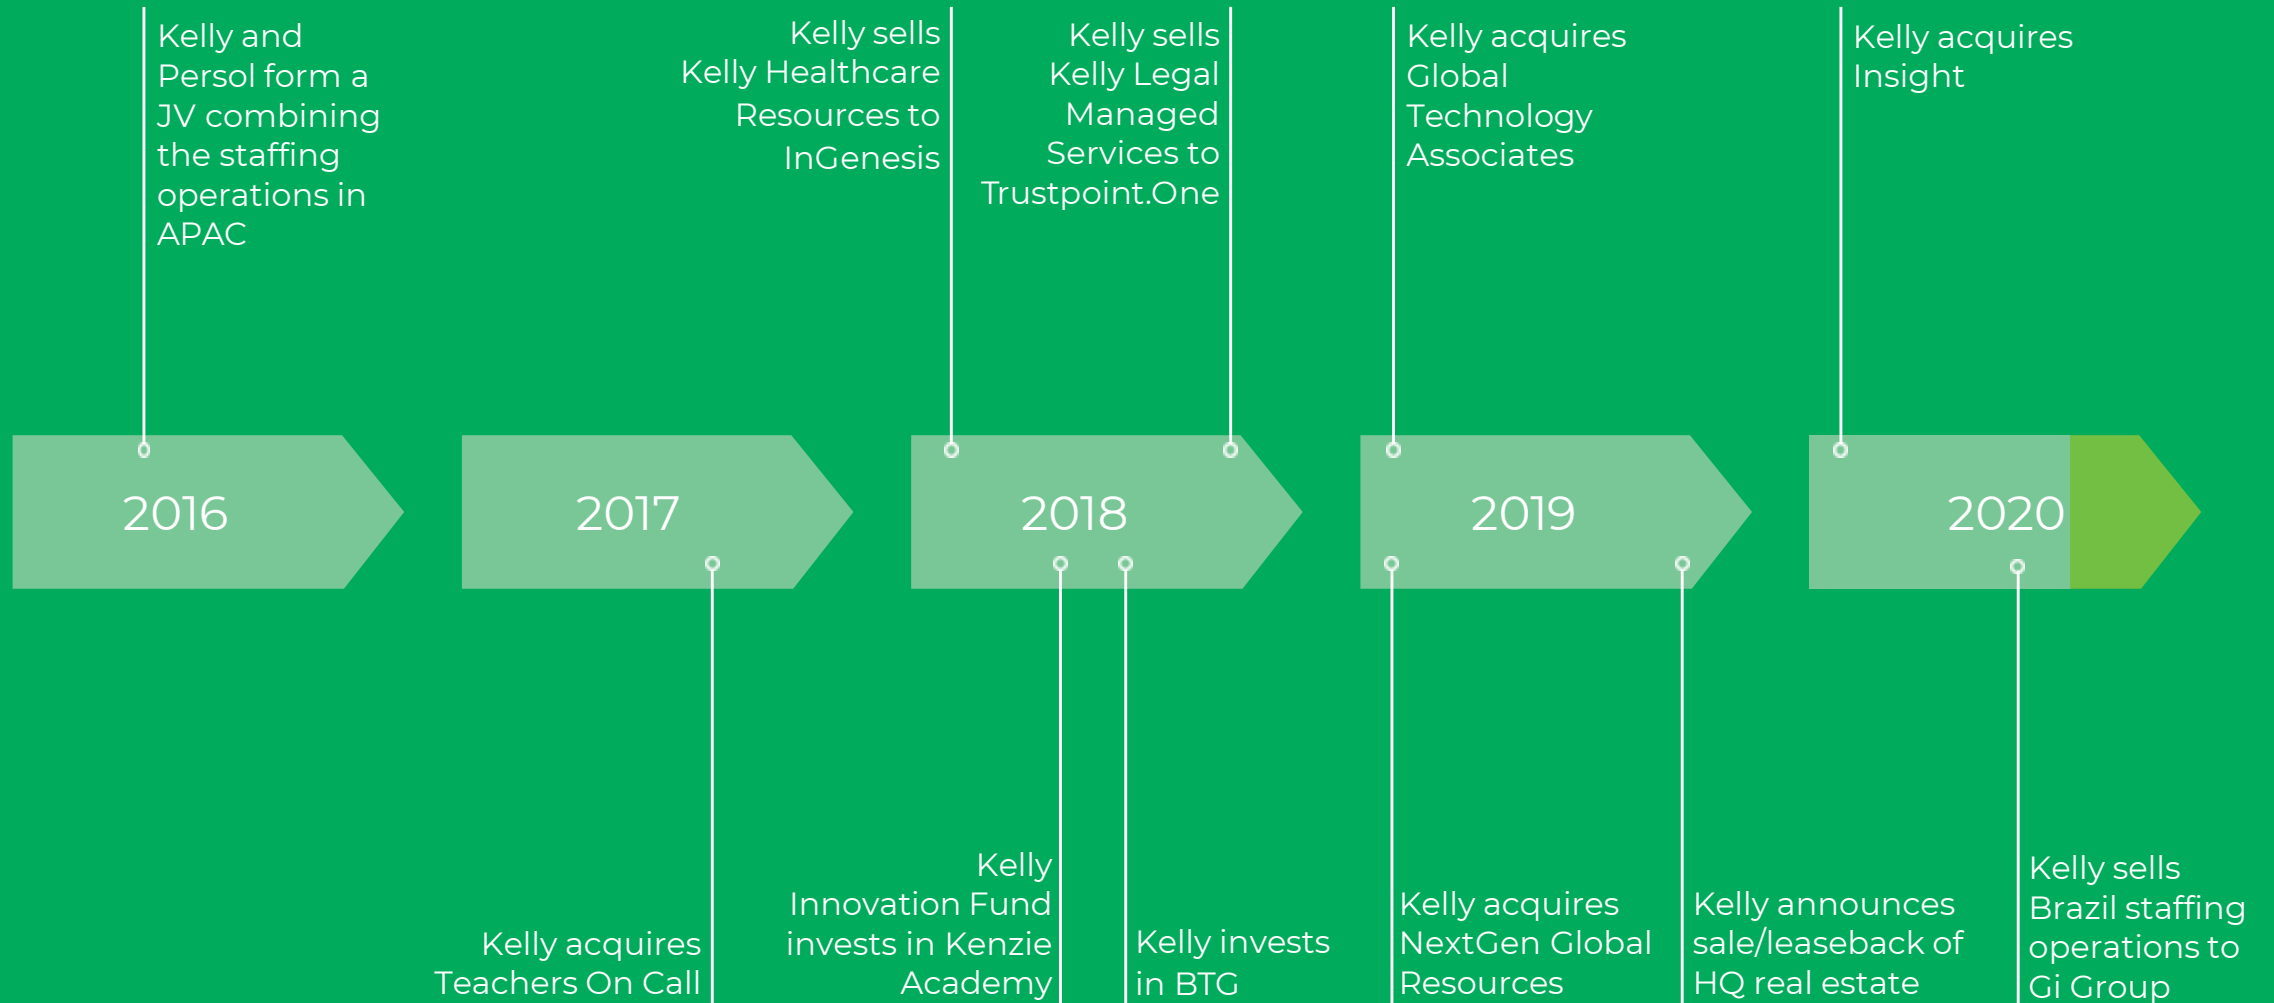 Kelly and
Persol form a
JV combining
the staffing
operations in
APAC
Kelly sells
Kelly Healthcare
Resources to
InGenesis
Kelly sells
Kelly Legal
Managed
Services to
Trustpoint.One
Kelly acquires
Global
Technology
Associates
Kelly acquires
Insight
2016
2017
2018
2019
2020
Kelly acquires
Teachers On Call
Kelly
Innovation Fund
invests in Kenzie
Academy
Kelly invests
in BTG
Kelly acquires
NextGen Global
Resources
Kelly announces
sale/leaseback of
HQ real estate
Kelly sells
Brazil staffing
operations to
Gi Group